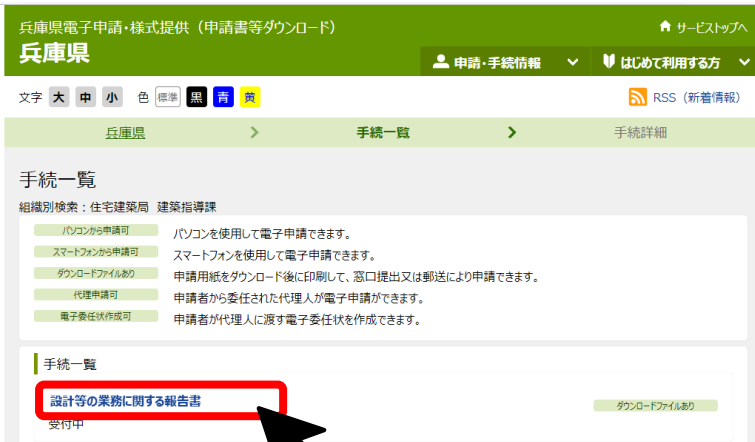 兵庫県電子申請・様式提供（申請書等ダウンロード）
サービストップへ
兵庫県
申請・手続情報
はじめて利用する方
文字 大 中 小 色 標準 黒 青 黄
RSS（新着情報）
兵庫県 > 手続一覧 > 手続詳細
手続一覧
組織別検索：住宅建築局 建築指導課
パソコンから申請可 パソコンを使用して電子申請できます。
スマートフォンから申請可 スマートフォンを使用して電子申請できます。
ダウンロードファイルあり 申請用紙をダウンロード後に印刷して、窓口提出又は郵送により申請できます。
代理申請可 申請者から委任された代理人が電子申請ができます。
電子委任状作成可 申請者が代理人に渡す電子委任状を作成できます。
手続一覧
設計等の業務に関する報告書
ダウンロードファイルあり
受付中